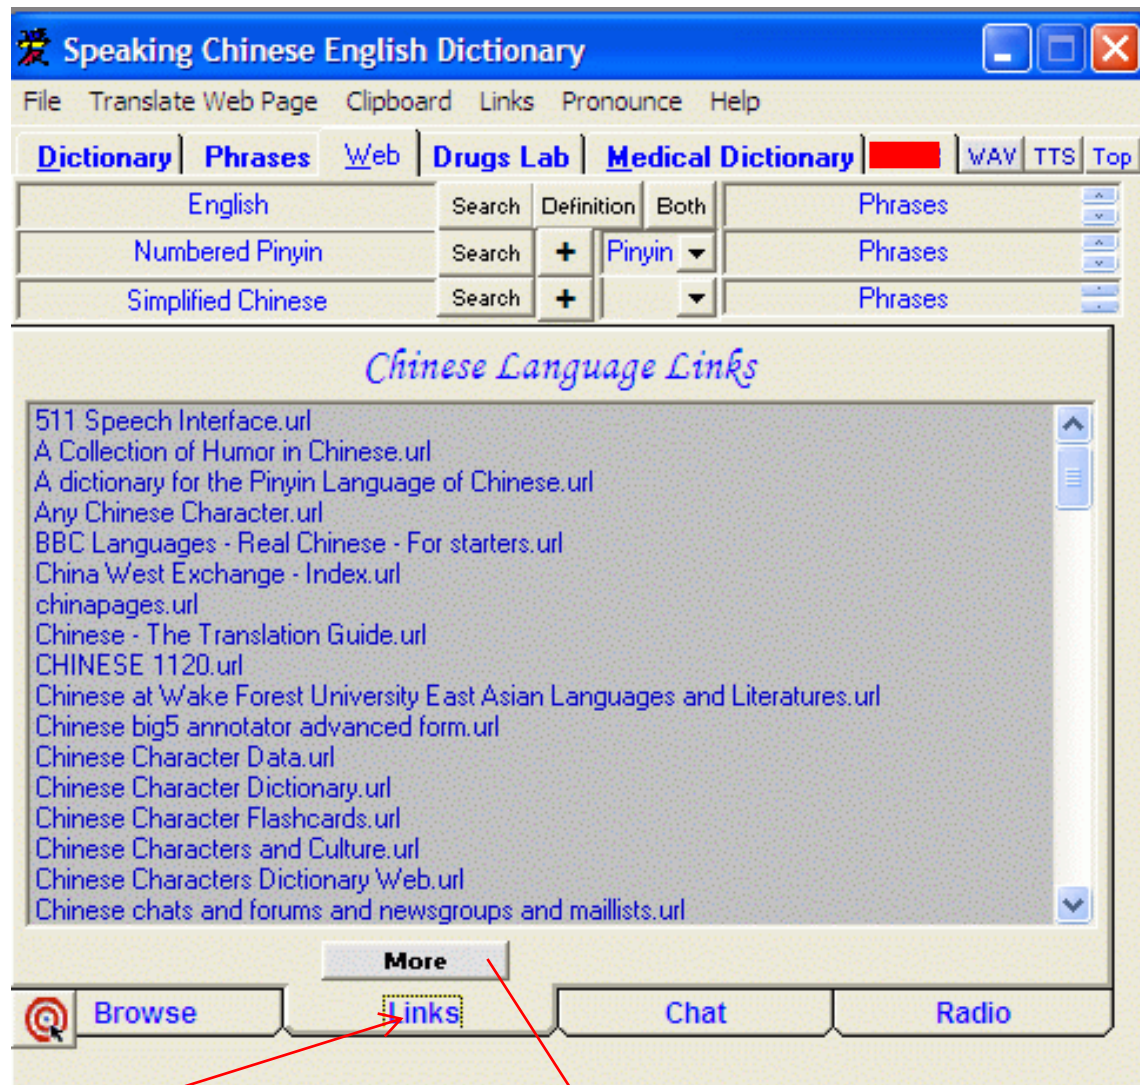 Speaking Chinese English Dictionary
File Translate Web Page Clipboard Links Pronounce Help
Dictionary Phrases Web Drugs Lab Medical Dictionary WAV TTS Top
English Search Definition Both Phrases
Numbered Pinyin Search + Pinyin Phrases
Simplified Chinese Search + Phrases
Chinese Language Links
511 Speech Interface.url
A Collection of Humor in Chinese.url
A dictionary for the Pinyin Language of Chinese.url
Any Chinese Character.url
BBC Languages - Real Chinese - For starters.url
China West Exchange - Index.url
chinapages.url
Chinese - The Translation Guide.url
CHINESE 1120.url
Chinese at Wake Forest University East Asian Languages and Literatures.url
Chinese big5 annotator advanced form.url
Chinese Character Data.url
Chinese Character Dictionary.url
Chinese Character Flashcards.url
Chinese Characters and Culture.url
Chinese Characters Dictionary Web.url
Chinese chats and forums and newsgroups and maillists.url
More
Browse Links Chat Radio